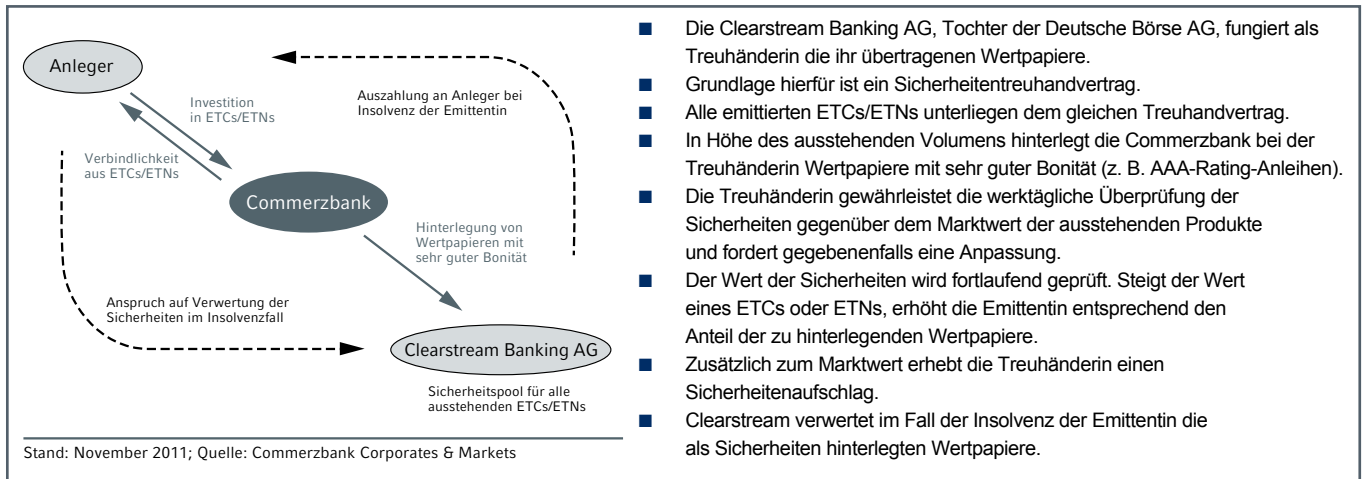 Anleger
Investition
in ETCs/ETNs
Auszahlung an Anleger bei
Insolvenz der Emittentin
Verbindlichkeit
aus ETCs/ETNs
Commerzbank
Hinterlegung von
Wertpapieren mit
sehr guter Bonität
Anspruch auf Verwertung der
Sicherheiten im Insolvenzfall
Clearstream Banking AG
Sicherheitspool für alle
ausstehenden ETCs/ETNs
Stand: November 2011; Quelle: Commerzbank Corporates & Markets
■ Die Clearstream Banking AG, Tochter der Deutsche Börse AG, fungiert als
Treuhänderin die ihr übertragenen Wertpapiere.
■ Grundlage hierfür ist ein Sicherheitentreuhandvertrag.
■ Alle emittierten ETCs/ETNs unterliegen dem gleichen Treuhandvertrag.
■ In Höhe des ausstehenden Volumens hinterlegt die Commerzbank bei der
Treuhänderin Wertpapiere mit sehr guter Bonität (z. B. AAA-Rating-Anleihen).
■ Die Treuhänderin gewährleistet die werktägliche Überprüfung der
Sicherheiten gegenüber dem Marktwert der ausstehenden Produkte
und fordert gegebenenfalls eine Anpassung.
■ Der Wert der Sicherheiten wird fortlaufend geprüft. Steigt der Wert
eines ETCs oder ETNs, erhöht die Emittentin entsprechend den
Anteil der zu hinterlegenden Wertpapiere.
■ Zusätzlich zum Marktwert erhebt die Treuhänderin einen
Sicherheitenaufschlag.
■ Clearstream verwertet im Fall der Insolvenz der Emittentin die
als Sicherheiten hinterlegten Wertpapiere.